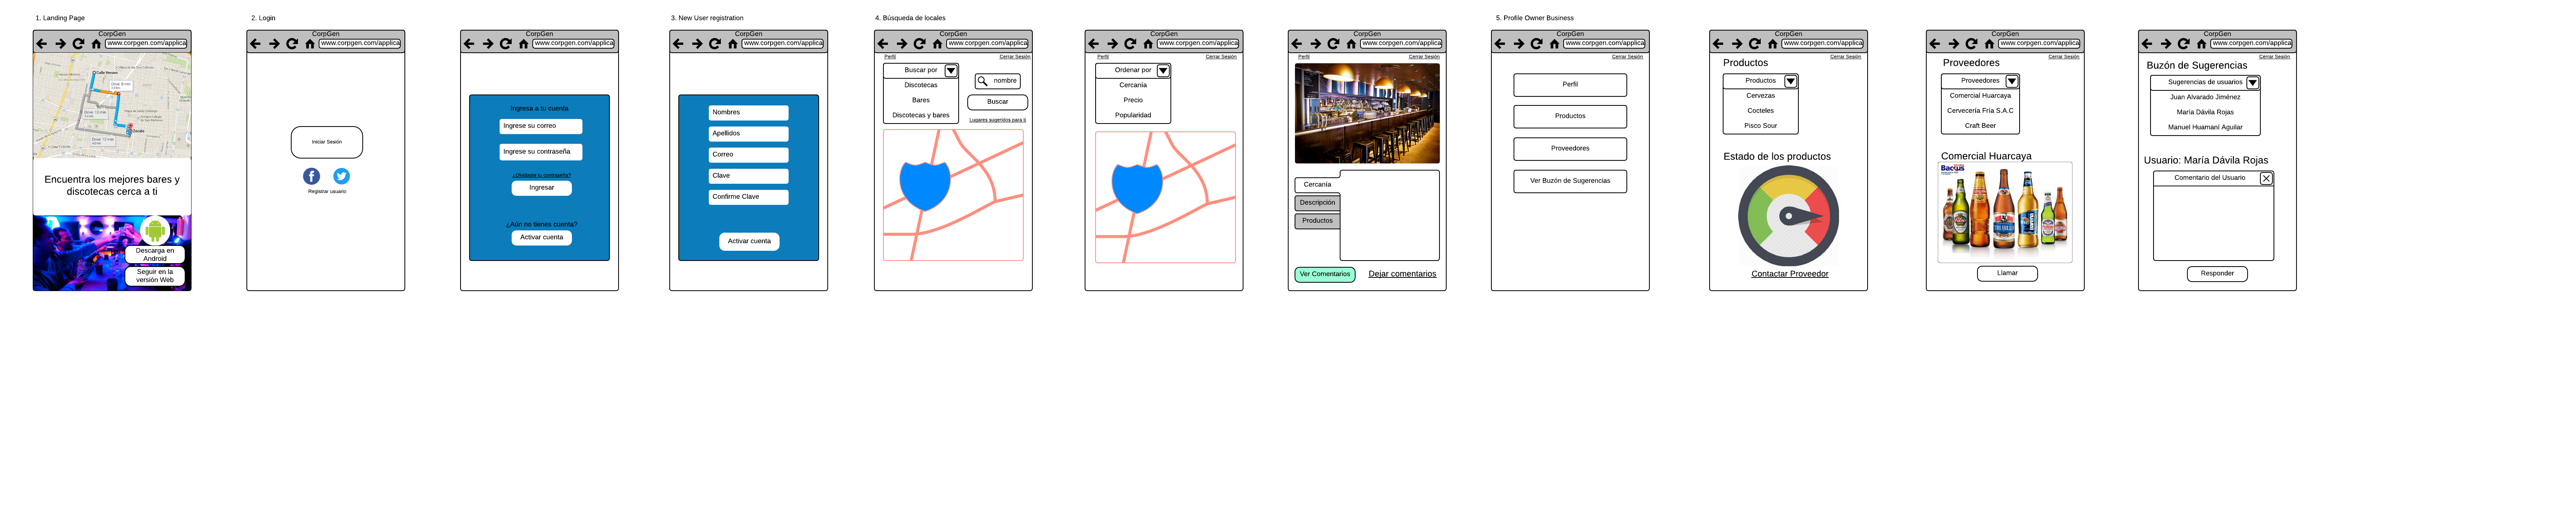 1. Landing Page
CorpGen
www.corpgen.com/applica
Calle Verano
Zocalo
Encuentra los mejores bares y
discotecas cerca a ti
Descarga en
Android
Seguir en la
versión Web
2. Login
CorpGen
www.corpgen.com/applica
Iniciar Sesión
Registrar usuario
CorpGen
www.corpgen.com/applica
Ingresa a tu cuenta
Ingrese su correo
Ingrese su contraseña
¿Olvidaste tu contraseña?
Ingresar
¿Aún no tienes cuenta?
Activar cuenta
3. New User registration
CorpGen
www.corpgen.com/applica
Nombres
Apellidos
Correo
Clave
Confirme Clave
Activar cuenta
4. Búsqueda de locales
CorpGen
www.corpgen.com/applica
Perfil
Cerrar Sesión
Buscar por
Discotecas
Bares
Discotecas y bares
nombre
Buscar
Lugares sugeridos para ti
CorpGen
www.corpgen.com/applica
Perfil
Cerrar Sesión
Ordenar por
Cercanía
Precio
Popularidad
CorpGen
www.corpgen.com/applica
Perfil
Cerrar Sesión
Cercanía
Descripción
Productos
Ver Comentarios
Dejar comentarios
5. Profile Owner Business
CorpGen
www.corpgen.com/applica
Cerrar Sesión
Perfil
Productos
Proveedores
Ver Buzón de Sugerencias
CorpGen
www.corpgen.com/applica
Cerrar Sesión
Productos
Productos
Cervezas
Cocteles
Pisco Sour
Estado de los productos
Contactar Proveedor
CorpGen
www.corpgen.com/applica
Cerrar Sesión
Proveedores
Proveedores
Comercial Huarcaya
Cervecería Fría S.A.C
Craft Beer
Comercial Huarcaya
Backus
Llamar
CorpGen
www.corpgen.com/applica
Cerrar Sesión
Buzón de Sugerencias
Sugerencias de usuarios
Juan Alvarado Jiménez
María Dávila Rojas
Manuel Huamaní Aguilar
Usuario: María Dávila Rojas
Comentario del Usuario
Responder